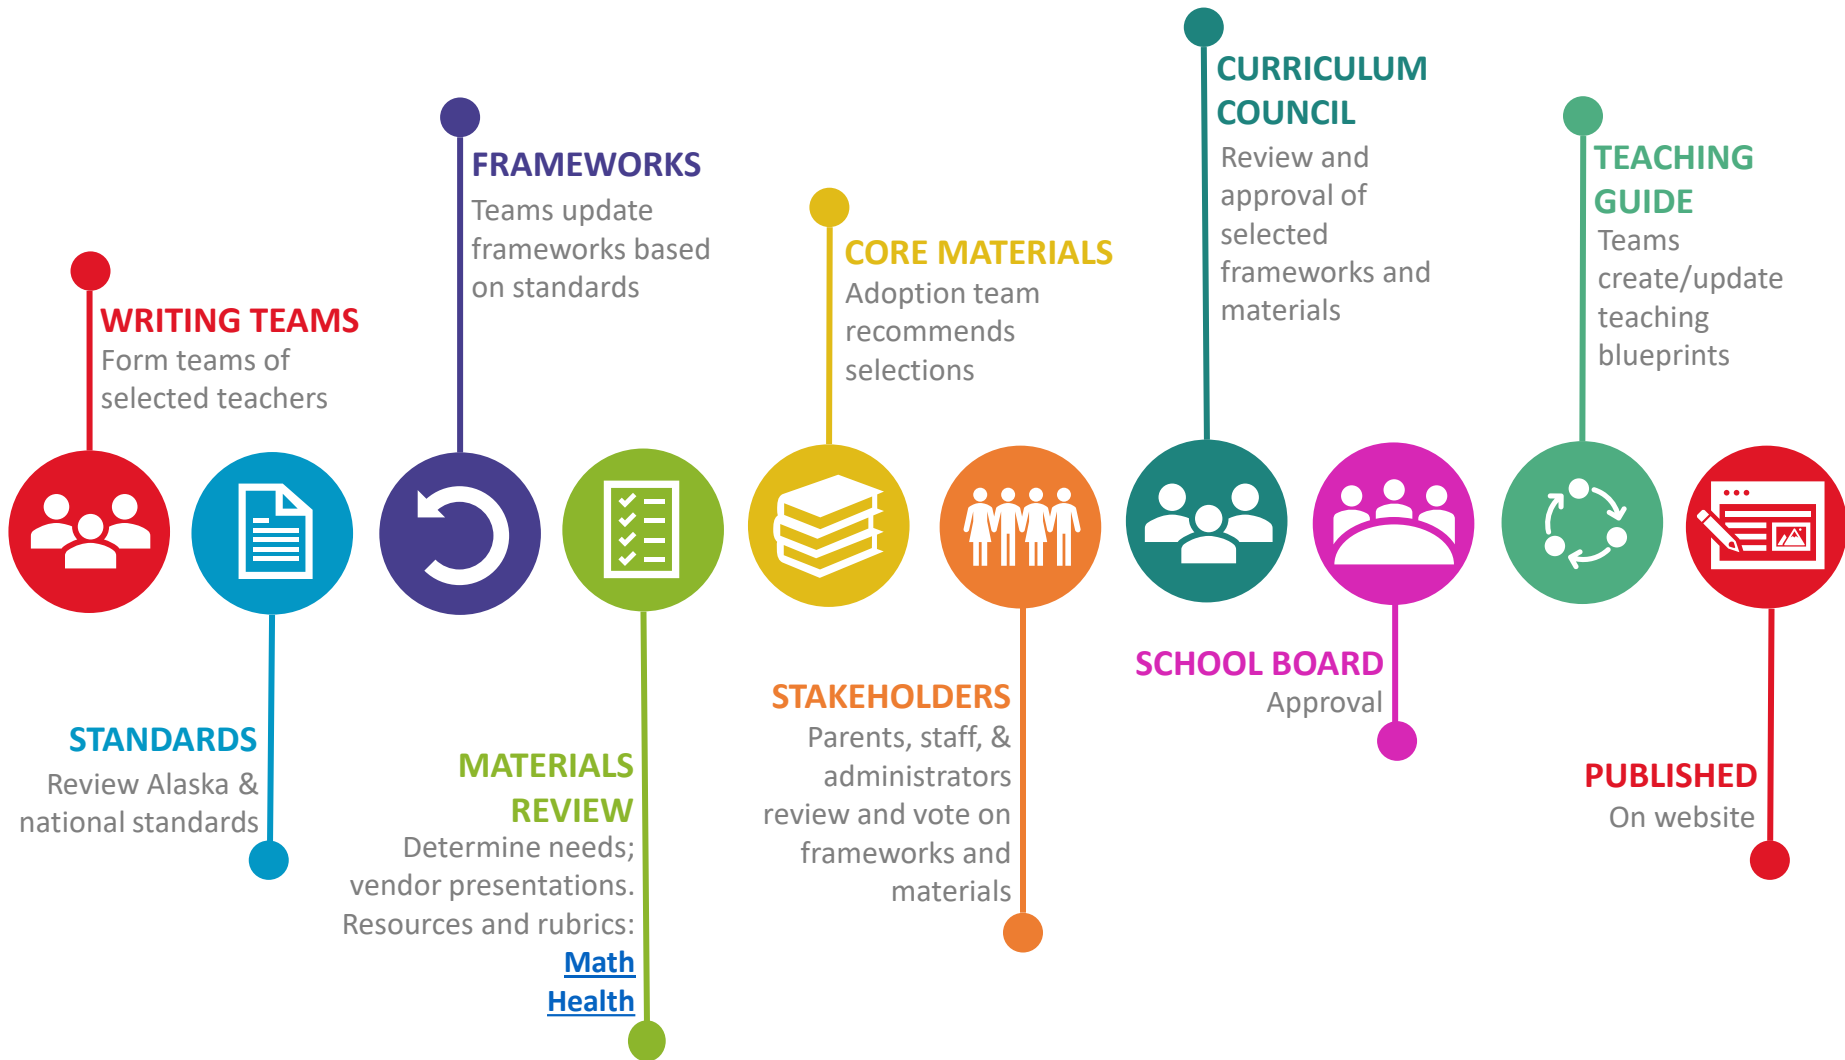 WRITING TEAMS
Form teams of
selected teachers
STANDARDS
Review Alaska &
national standards
FRAMEWORKS
Teams update
frameworks based
on standards
MATERIALS
REVIEW
Determine needs;
vendor presentations.
Resources and rubrics:
Math
Health
CORE MATERIALS
Adoption team
recommends
selections
STAKEHOLDERS
Parents, staff, &
administrators
review and vote on
frameworks and
materials
CURRICULUM
COUNCIL
Review and
approval of
selected
frameworks and
materials
SCHOOL BOARD
Approval
TEACHING
GUIDE
Teams
create/update
teaching
blueprints
PUBLISHED
On website